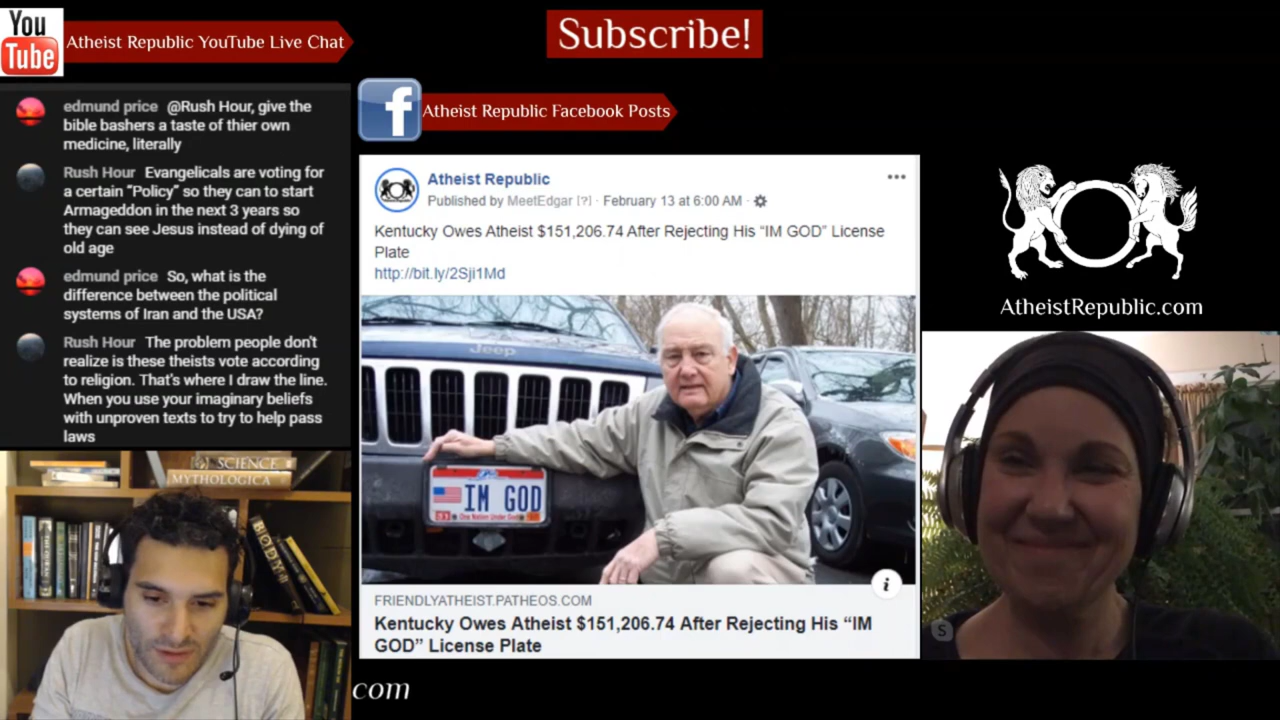 You
Tube
Atheist Republic YouTube Live Chat
Subscribe!
edmund price @Rush Hour, give the
bible bashers a taste of thier own
medicine, literally
Rush Hour Evangelicals are voting for
a certain "Policy" so they can to start
Armageddon in the next 3 years so
they can see Jesus instead of dying of
old age
edmund price So, what is the
difference between the political
systems of Iran and the USA?
Rush Hour The problem people don't
realize is these theists vote according
to religion. That's where I draw the line.
When you use your imaginary beliefs
with unproven texts to try to help pass
laws
f
Atheist Republic Facebook Posts
Atheist Republic
Published by MeetEdgar [?] · February 13 at 6:00 AM ·
Kentucky Owes Atheist $151,206.74 After Rejecting His “IM GOD” License
Plate
http://bit.ly/2Sji1Md
Jeep
IM GOD
One Nation Under God
i
FRIENDLYATHEIST.PATHEOS.COM
Kentucky Owes Atheist $151,206.74 After Rejecting His “IM
GOD” License Plate
AtheistRepublic.com
SCIENCE
MYTHOLOGICA
BODY
S
com